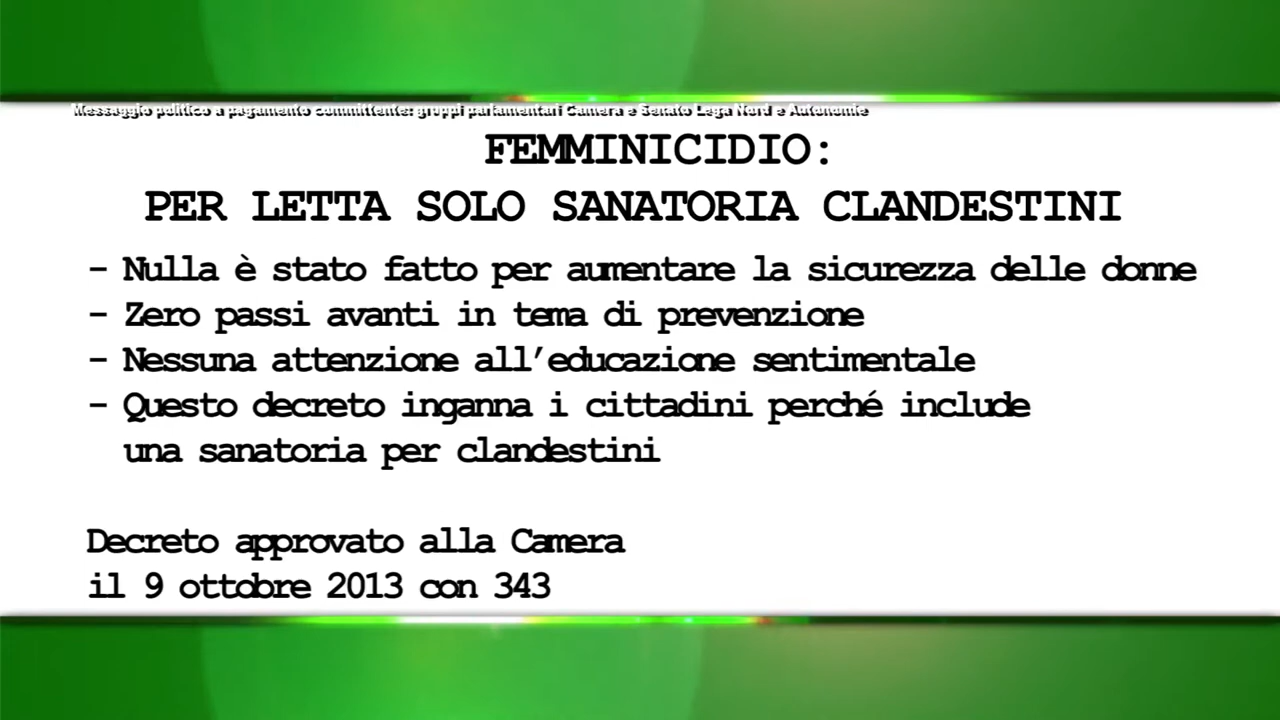 Messaggio politico a pagamento committente: gruppi parlamentari Camera e Senato Lega Nord e Autonomie
FEMMINICIDIO:
PER LETTA SOLO SANATORIA CLANDESTINI
- Nulla è stato fatto per aumentare la sicurezza delle donne
- Zero passi avanti in tema di prevenzione
- Nessuna attenzione all’educazione sentimentale
- Questo decreto inganna i cittadini perché include
una sanatoria per clandestini
Decreto approvato alla Camera
il 9 ottobre 2013 con 343